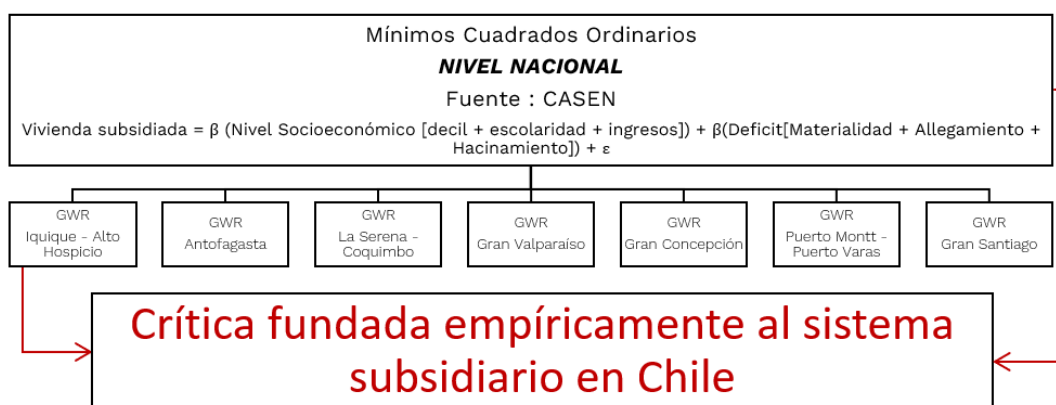 Mínimos Cuadrados Ordinarios
NIVEL NACIONAL
Fuente : CASEN
Vivienda subsidiada = β (Nivel Socioeconómico [decil + escolaridad + ingresos]) + β(Deficit[Materialidad + Allegamiento +
Hacinamiento]) + ε
GWR
Iquique - Alto
Hospicio
GWR
Antofagasta
GWR
La Serena -
Coquimbo
GWR
Gran Valparaíso
GWR
Gran Concepción
GWR
Puerto Montt -
Puerto Varas
GWR
Gran Santiago
Crítica fundada empíricamente al sistema
subsidiario en Chile